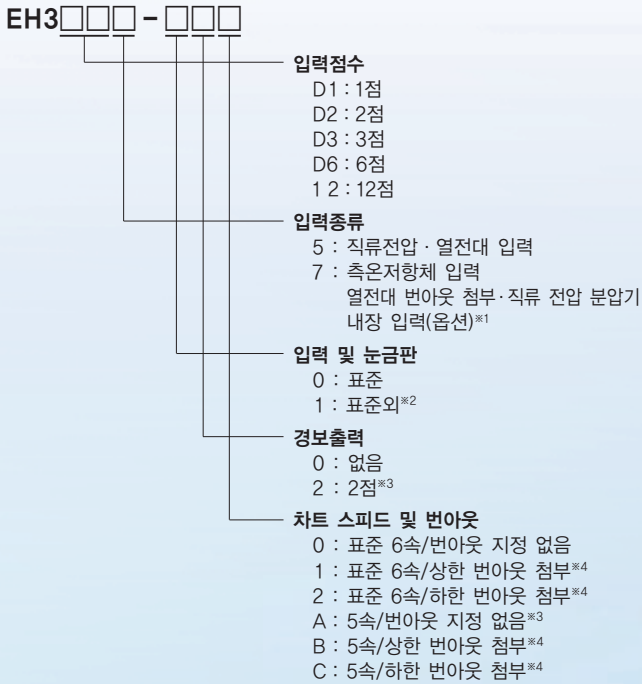 EH3□□□-□□□
입력점수
D1 : 1점
D2 : 2점
D3 : 3점
D6 : 6점
1 2 : 12점
입력종류
5 : 직류전압 · 열전대 입력
7 : 측온저항체 입력
열전대 번아웃 첨부·직류 전압 분압기
내장 입력(옵션)※1
입력 및 눈금판
0 : 표준
1 : 표준외※2
경보출력
0 : 없음
2 : 2점※3
차트 스피드 및 번아웃
0 : 표준 6속/번아웃 지정 없음
1 : 표준 6속/상한 번아웃 첨부※4
2 : 표준 6속/하한 번아웃 첨부※4
A : 5속/번아웃 지정 없음※3
B : 5속/상한 번아웃 첨부※4
C : 5속/하한 번아웃 첨부※4